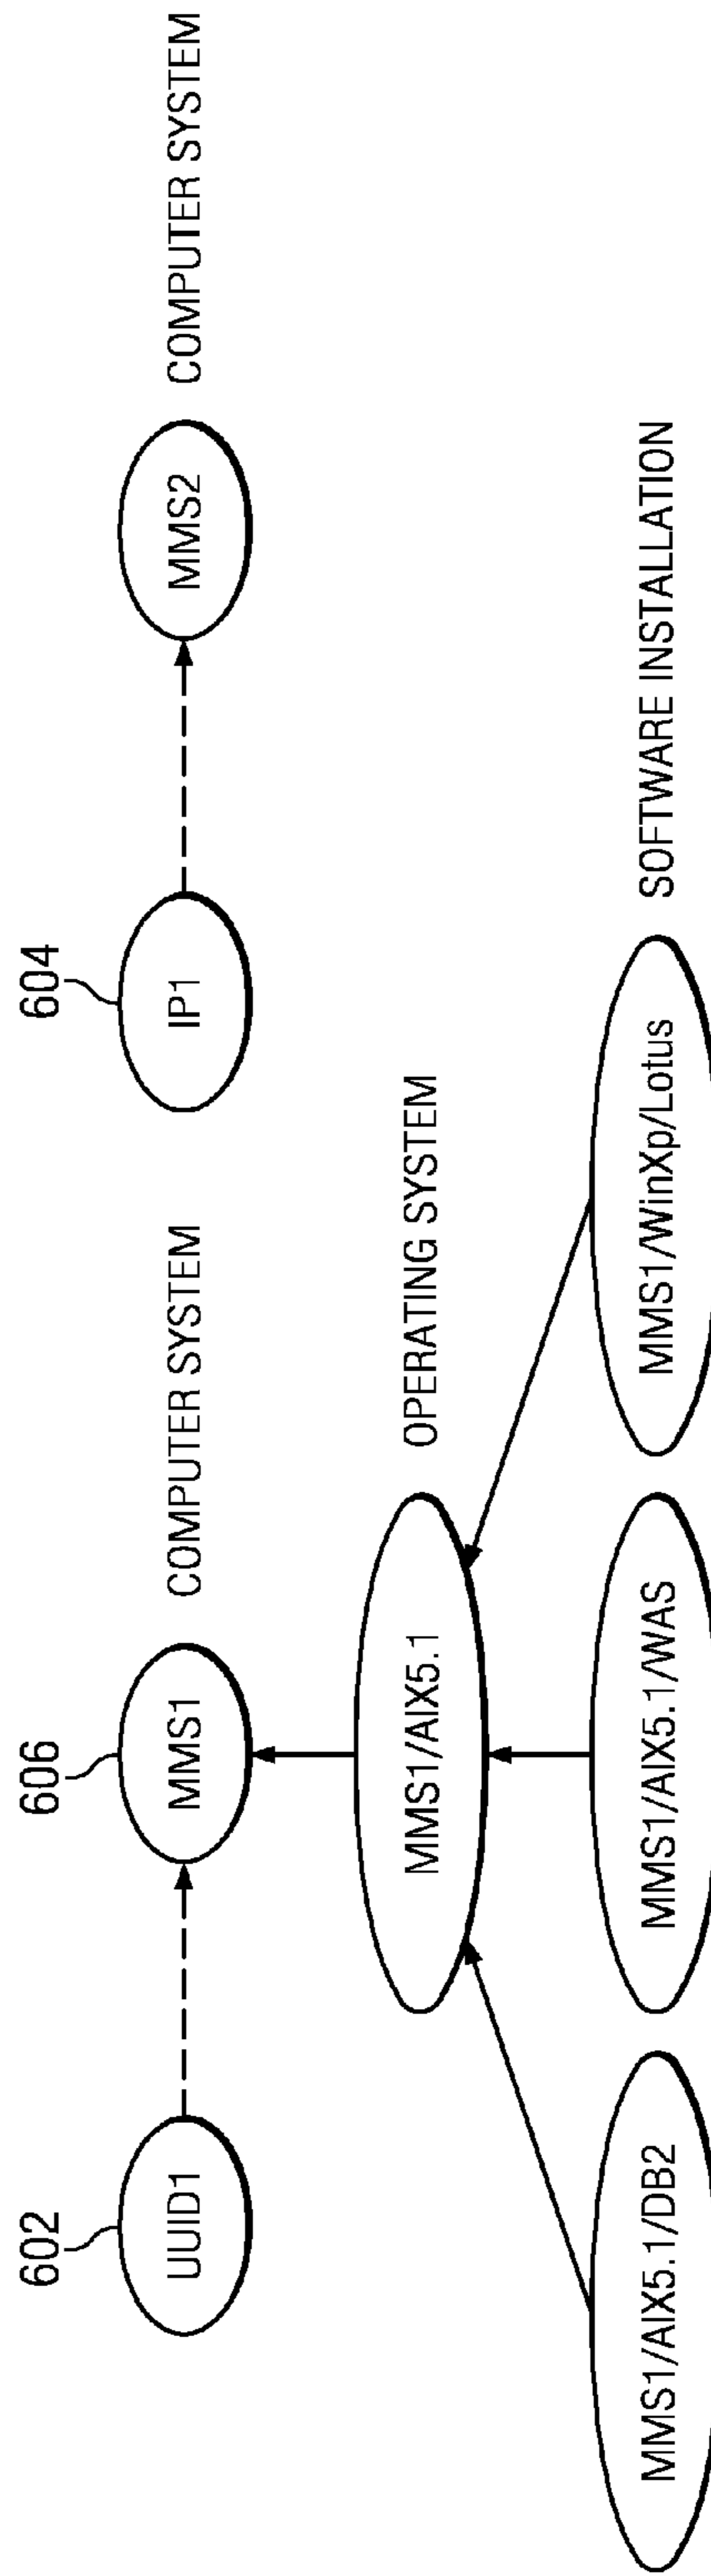 602
606
604
UUID1
MMS1
COMPUTER SYSTEM
IP1
MMS2
COMPUTER SYSTEM
MMS1/AIX5.1
OPERATING SYSTEM
MMS1/AIX5.1/DB2
MMS1/AIX5.1/WAS
MMS1/WinXp/Lotus
SOFTWARE INSTALLATION